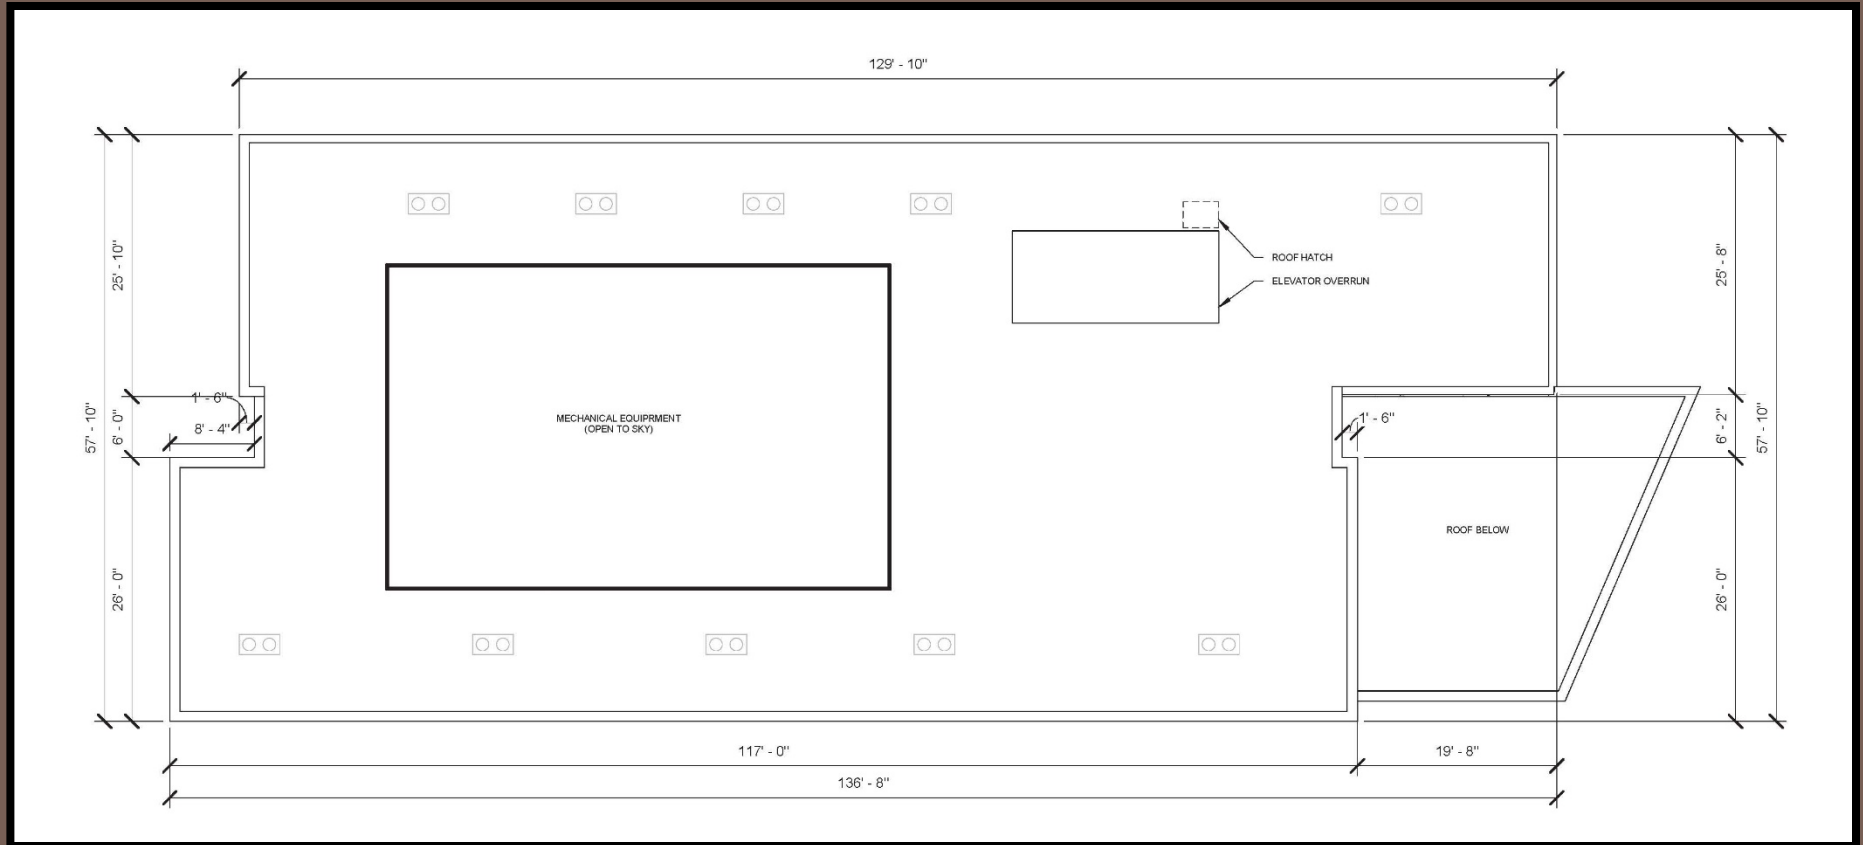 129' - 10"
25' - 10"
25' - 8"
ROOF HATCH
ELEVATOR OVERRUN
1' - 6"
8' - 4"
57' - 10"
6' - 0"
MECHANICAL EQUIPRMENT
(OPEN TO SKY)
1' - 6"
6' - 2"
57' - 10"
ROOF BELOW
26' - 0"
26' - 0"
117' - 0"
19' - 8"
136' - 8"